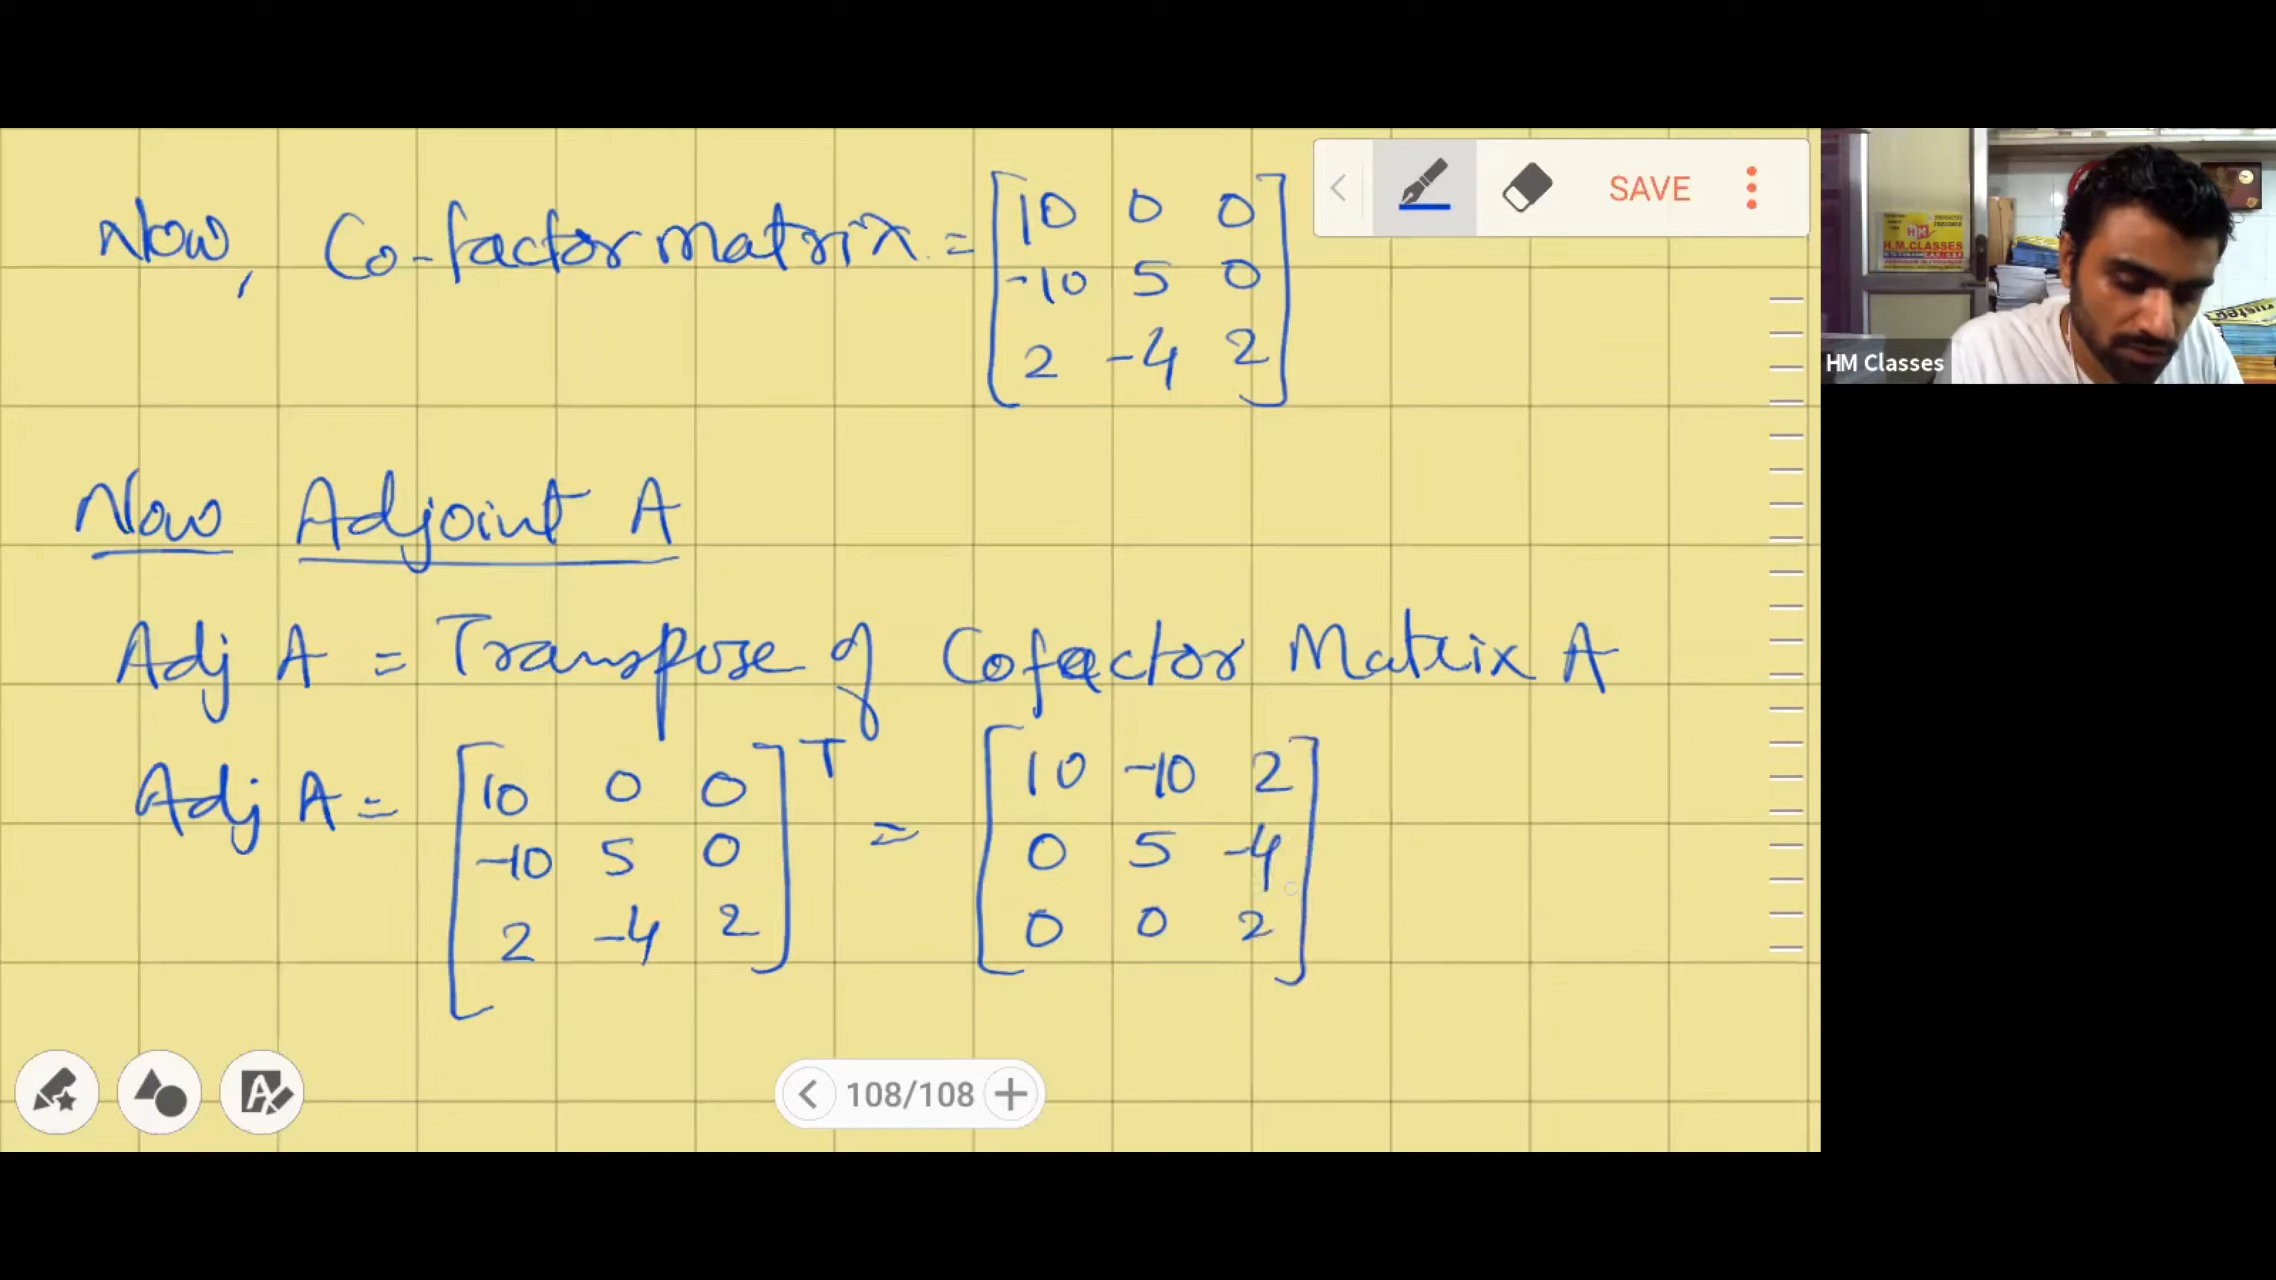 Now, Co-factor matrix = [10 0 0
-10 5 0
2 -4 2]
SAVE
H.M.CLASSES
HM Classes
Now Adjoint A
Adj A = Transpose of Cofactor Matrix A
Adj A = [10 0 0
-10 5 0
2 -4 2]T = [10 -10 2
0 5 -4
0 0 2]
108/108